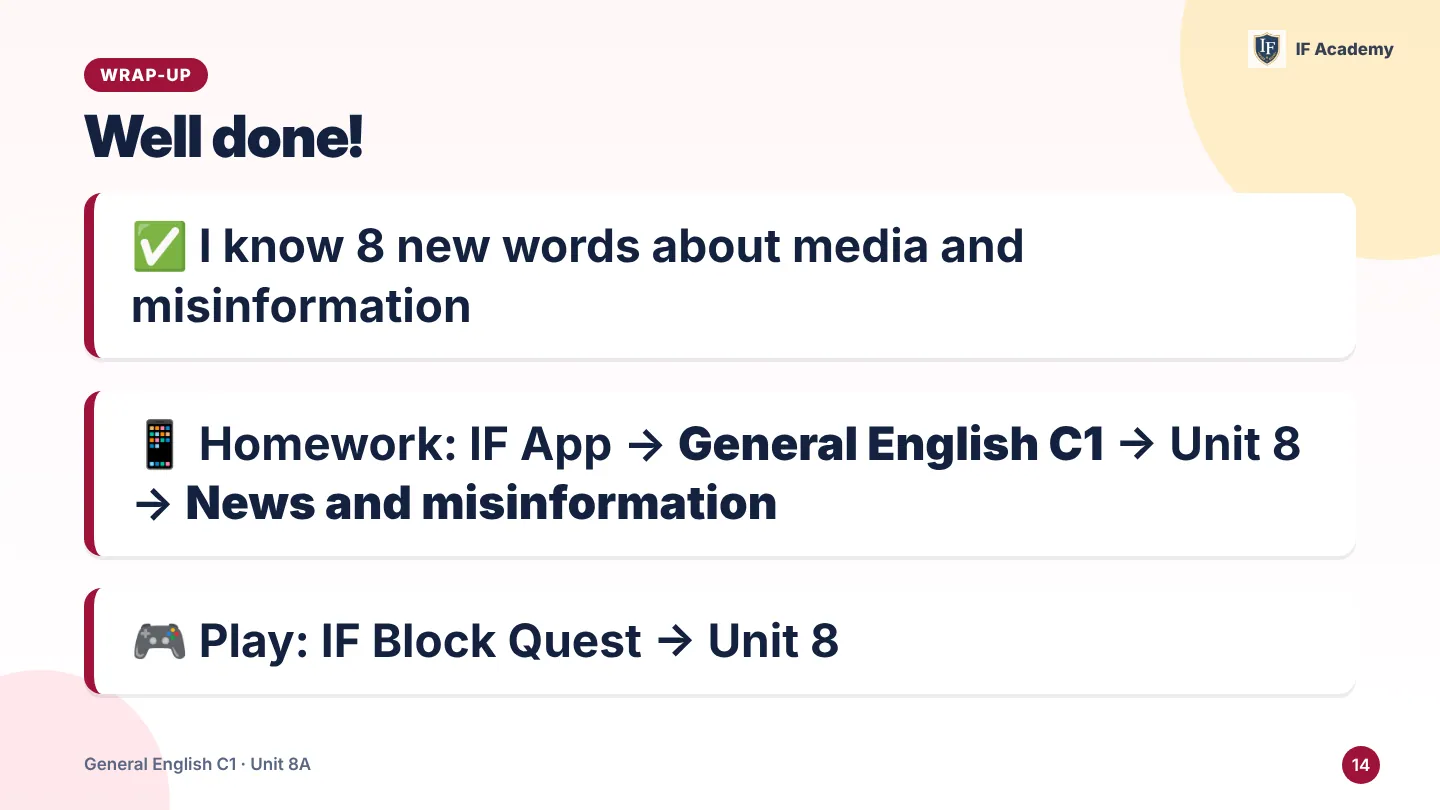 IF Academy
WRAP-UP
Well done!
✅ I know 8 new words about media and
misinformation
📱 Homework: IF App → General English C1 → Unit 8
→ News and misinformation
🎮 Play: IF Block Quest → Unit 8
General English C1 · Unit 8A
14